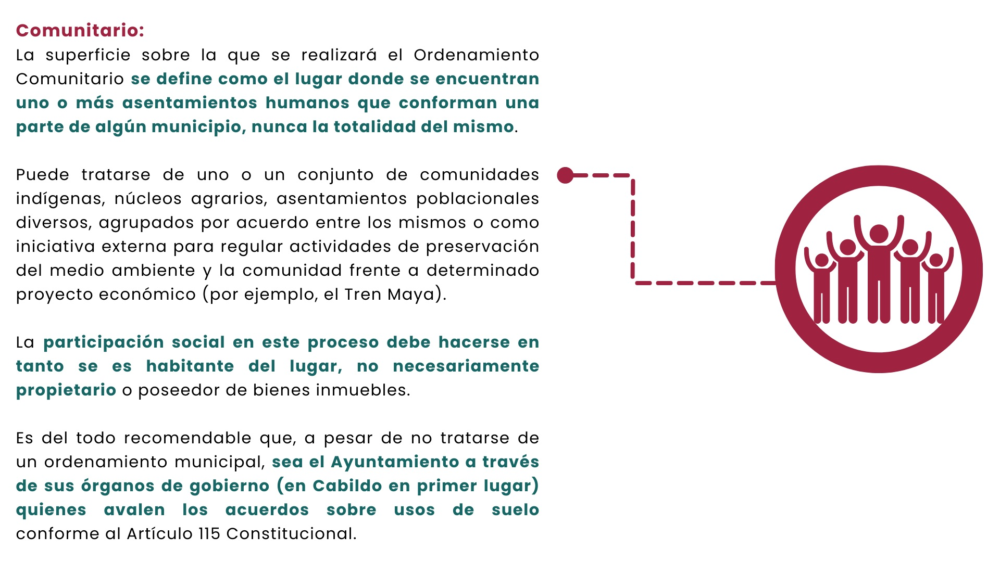 Comunitario:
La superficie sobre la que se realizará el Ordenamiento
Comunitario se define como el lugar donde se encuentran
uno o más asentamientos humanos que conforman una
parte de algún municipio, nunca la totalidad del mismo.
Puede tratarse de uno o un conjunto de comunidades
indígenas, núcleos agrarios, asentamientos poblacionales
diversos, agrupados por acuerdo entre los mismos o como
iniciativa externa para regular actividades de preservación
del medio ambiente y la comunidad frente a determinado
proyecto económico (por ejemplo, el Tren Maya).
La participación social en este proceso debe hacerse en
tanto se es habitante del lugar, no necesariamente
propietario o poseedor de bienes inmuebles.
Es del todo recomendable que, a pesar de no tratarse de
un ordenamiento municipal, sea el Ayuntamiento a través
de sus órganos de gobierno (en Cabildo en primer lugar)
quienes avalen los acuerdos sobre usos de suelo
conforme al Artículo 115 Constitucional.